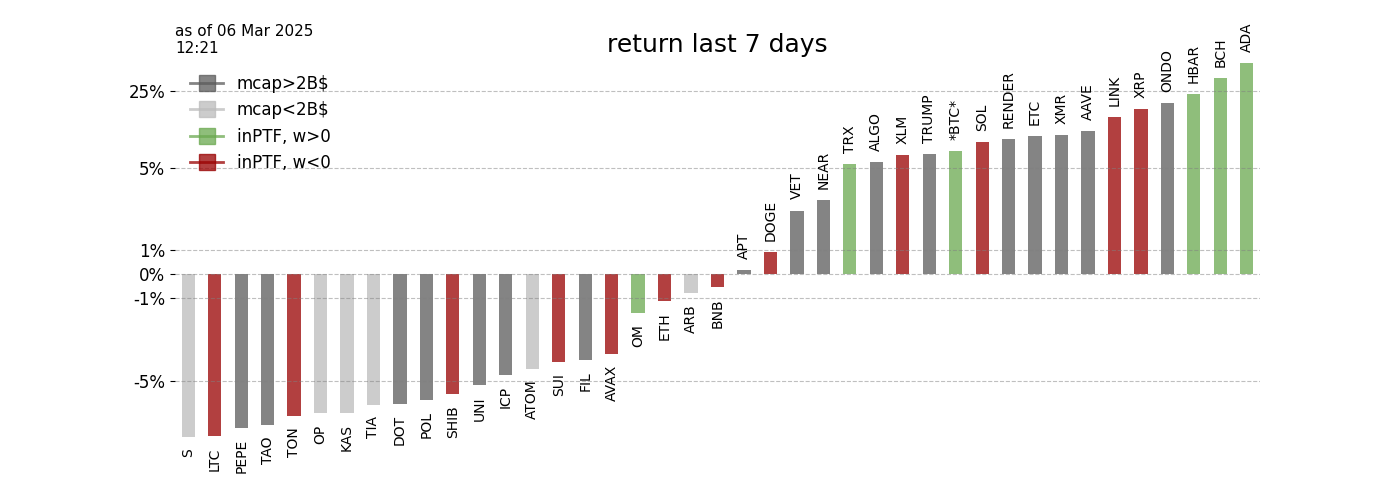 as of 06 Mar 2025
12:21
return last 7 days
mcap>2B$
mcap<2B$
inPTF, w>0
inPTF, w<0
25%
5%
1%
0%
-1%
-5%
S
LTC
PEPE
TAO
TON
OP
KAS
TIA
DOT
POL
SHIB
UNI
ICP
ATOM
SUI
FIL
AVAX
OM
ETH
ARB
BNB
APT
DOGE
VET
NEAR
TRX
ALGO
XLM
TRUMP
*BTC*
SOL
RENDER
ETC
XMR
AAVE
LINK
XRP
ONDO
HBAR
BCH
ADA